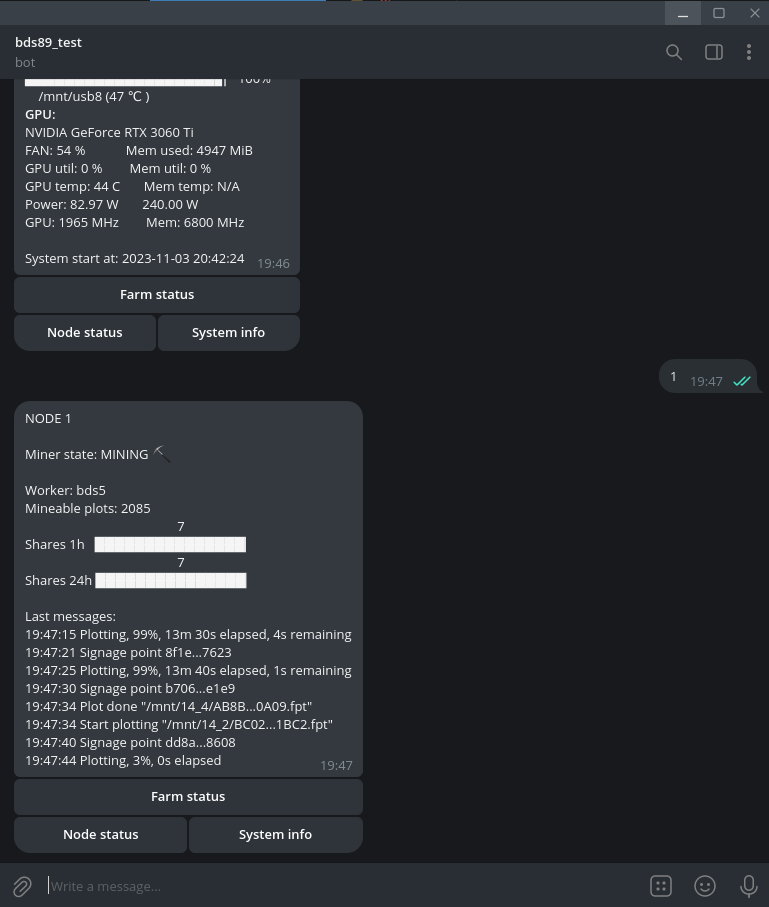 bds89_test
bot
100%
/mnt/usb8 (47 ℃ )
GPU:
NVIDIA GeForce RTX 3060 Ti
FAN: 54 % Mem used: 4947 MiB
GPU util: 0 % Mem util: 0 %
GPU temp: 44 C Mem temp: N/A
Power: 82.97 W 240.00 W
GPU: 1965 MHz Mem: 6800 MHz
System start at: 2023-11-03 20:42:24 19:46
Farm status
Node status System info
1 19:47
NODE 1
Miner state: MINING
Worker: bds5
Mineable plots: 2085
7
Shares 1h
7
Shares 24h
Last messages:
19:47:15 Plotting, 99%, 13m 30s elapsed, 4s remaining
19:47:21 Signage point 8f1e...7623
19:47:25 Plotting, 99%, 13m 40s elapsed, 1s remaining
19:47:30 Signage point b706...e1e9
19:47:34 Plot done "/mnt/14_4/AB8B...0A09.fpt"
19:47:34 Start plotting "/mnt/14_2/BC02...1BC2.fpt"
19:47:40 Signage point dd8a...8608
19:47:44 Plotting, 3%, 0s elapsed 19:47
Farm status
Node status System info
Write a message...